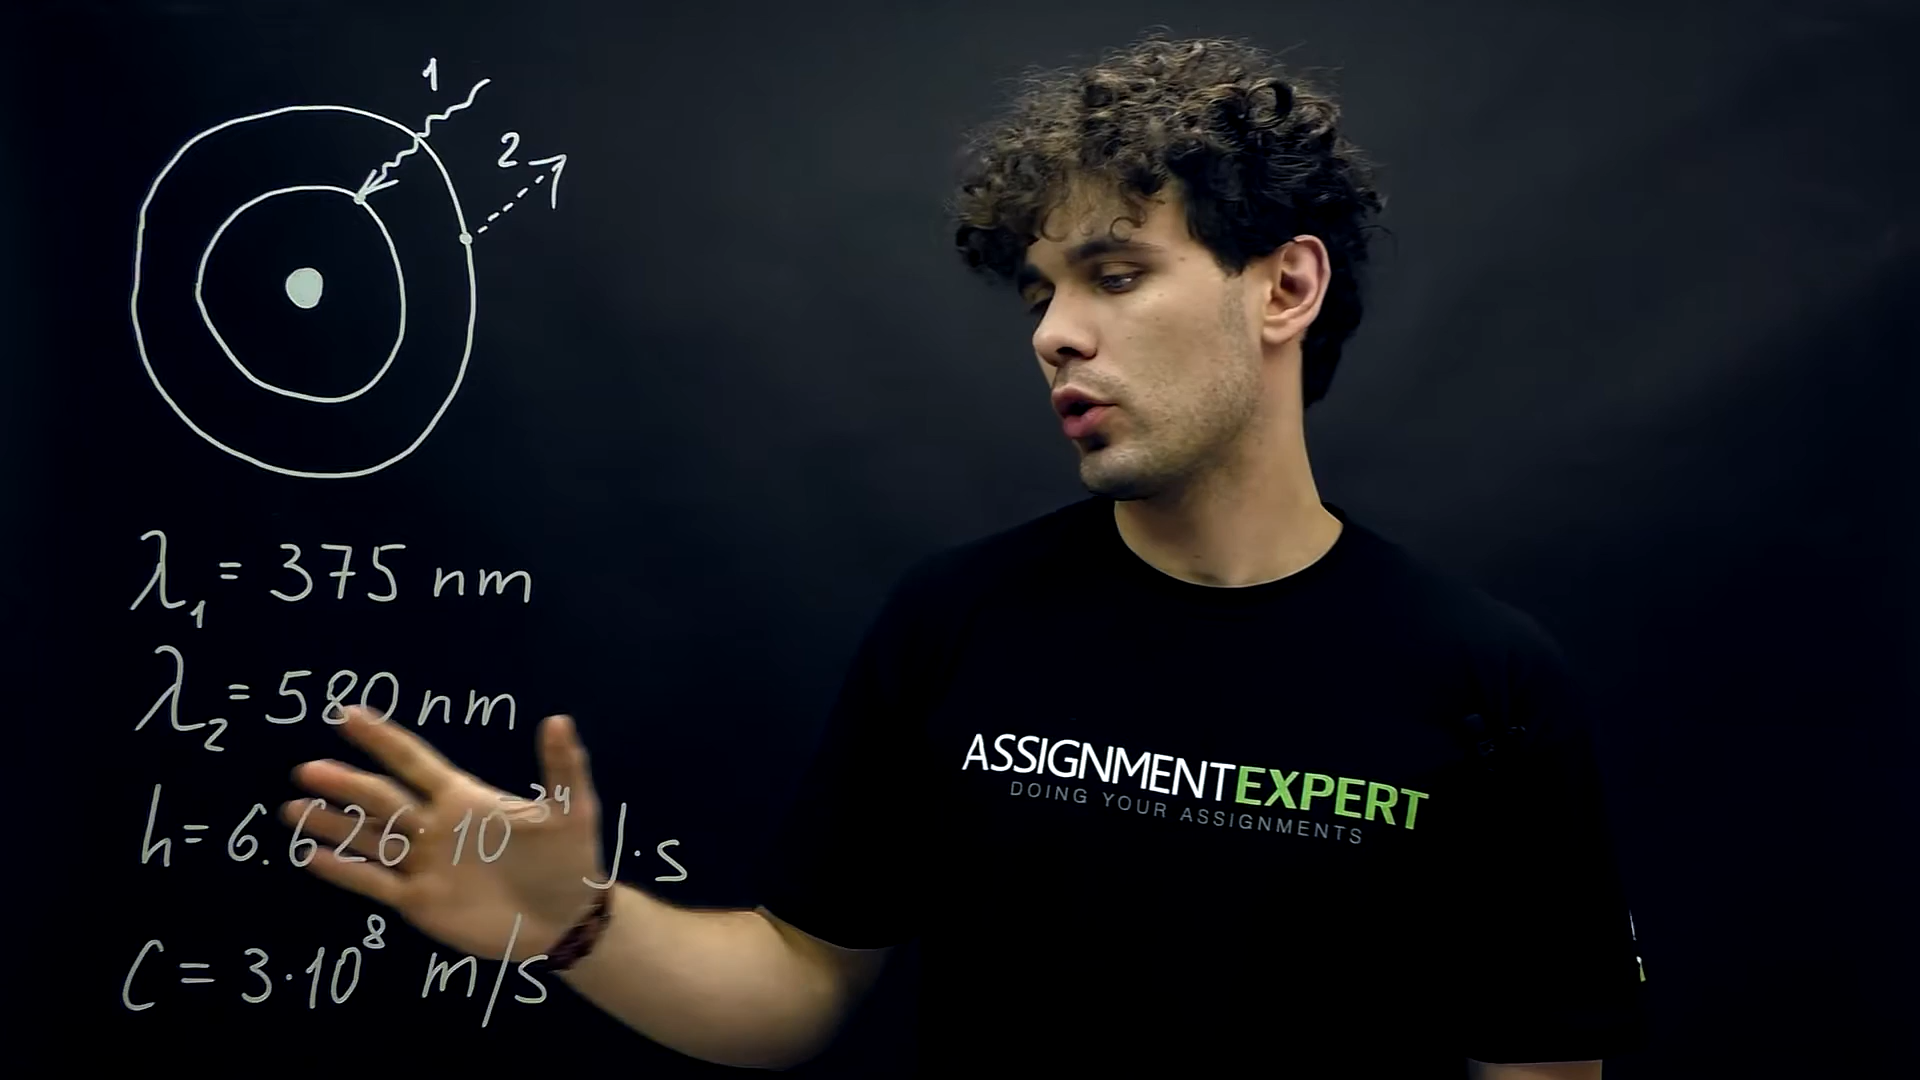 1
2
λ₁ = 375 nm
λ₂ = 580 nm
h = 6.626·10⁻³⁴ J·s
c = 3·10⁸ m/s
ASSIGNMENTEXPERT
DOING YOUR ASSIGNMENTS